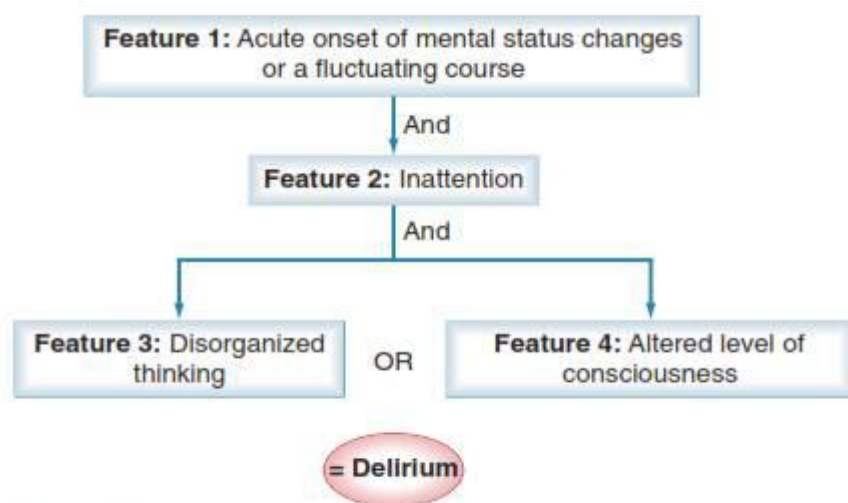 Feature 1: Acute onset of mental status changes
or a fluctuating course
And
Feature 2: Inattention
And
Feature 3: Disorganized
thinking
OR
Feature 4: Altered level of
consciousness
= Delirium